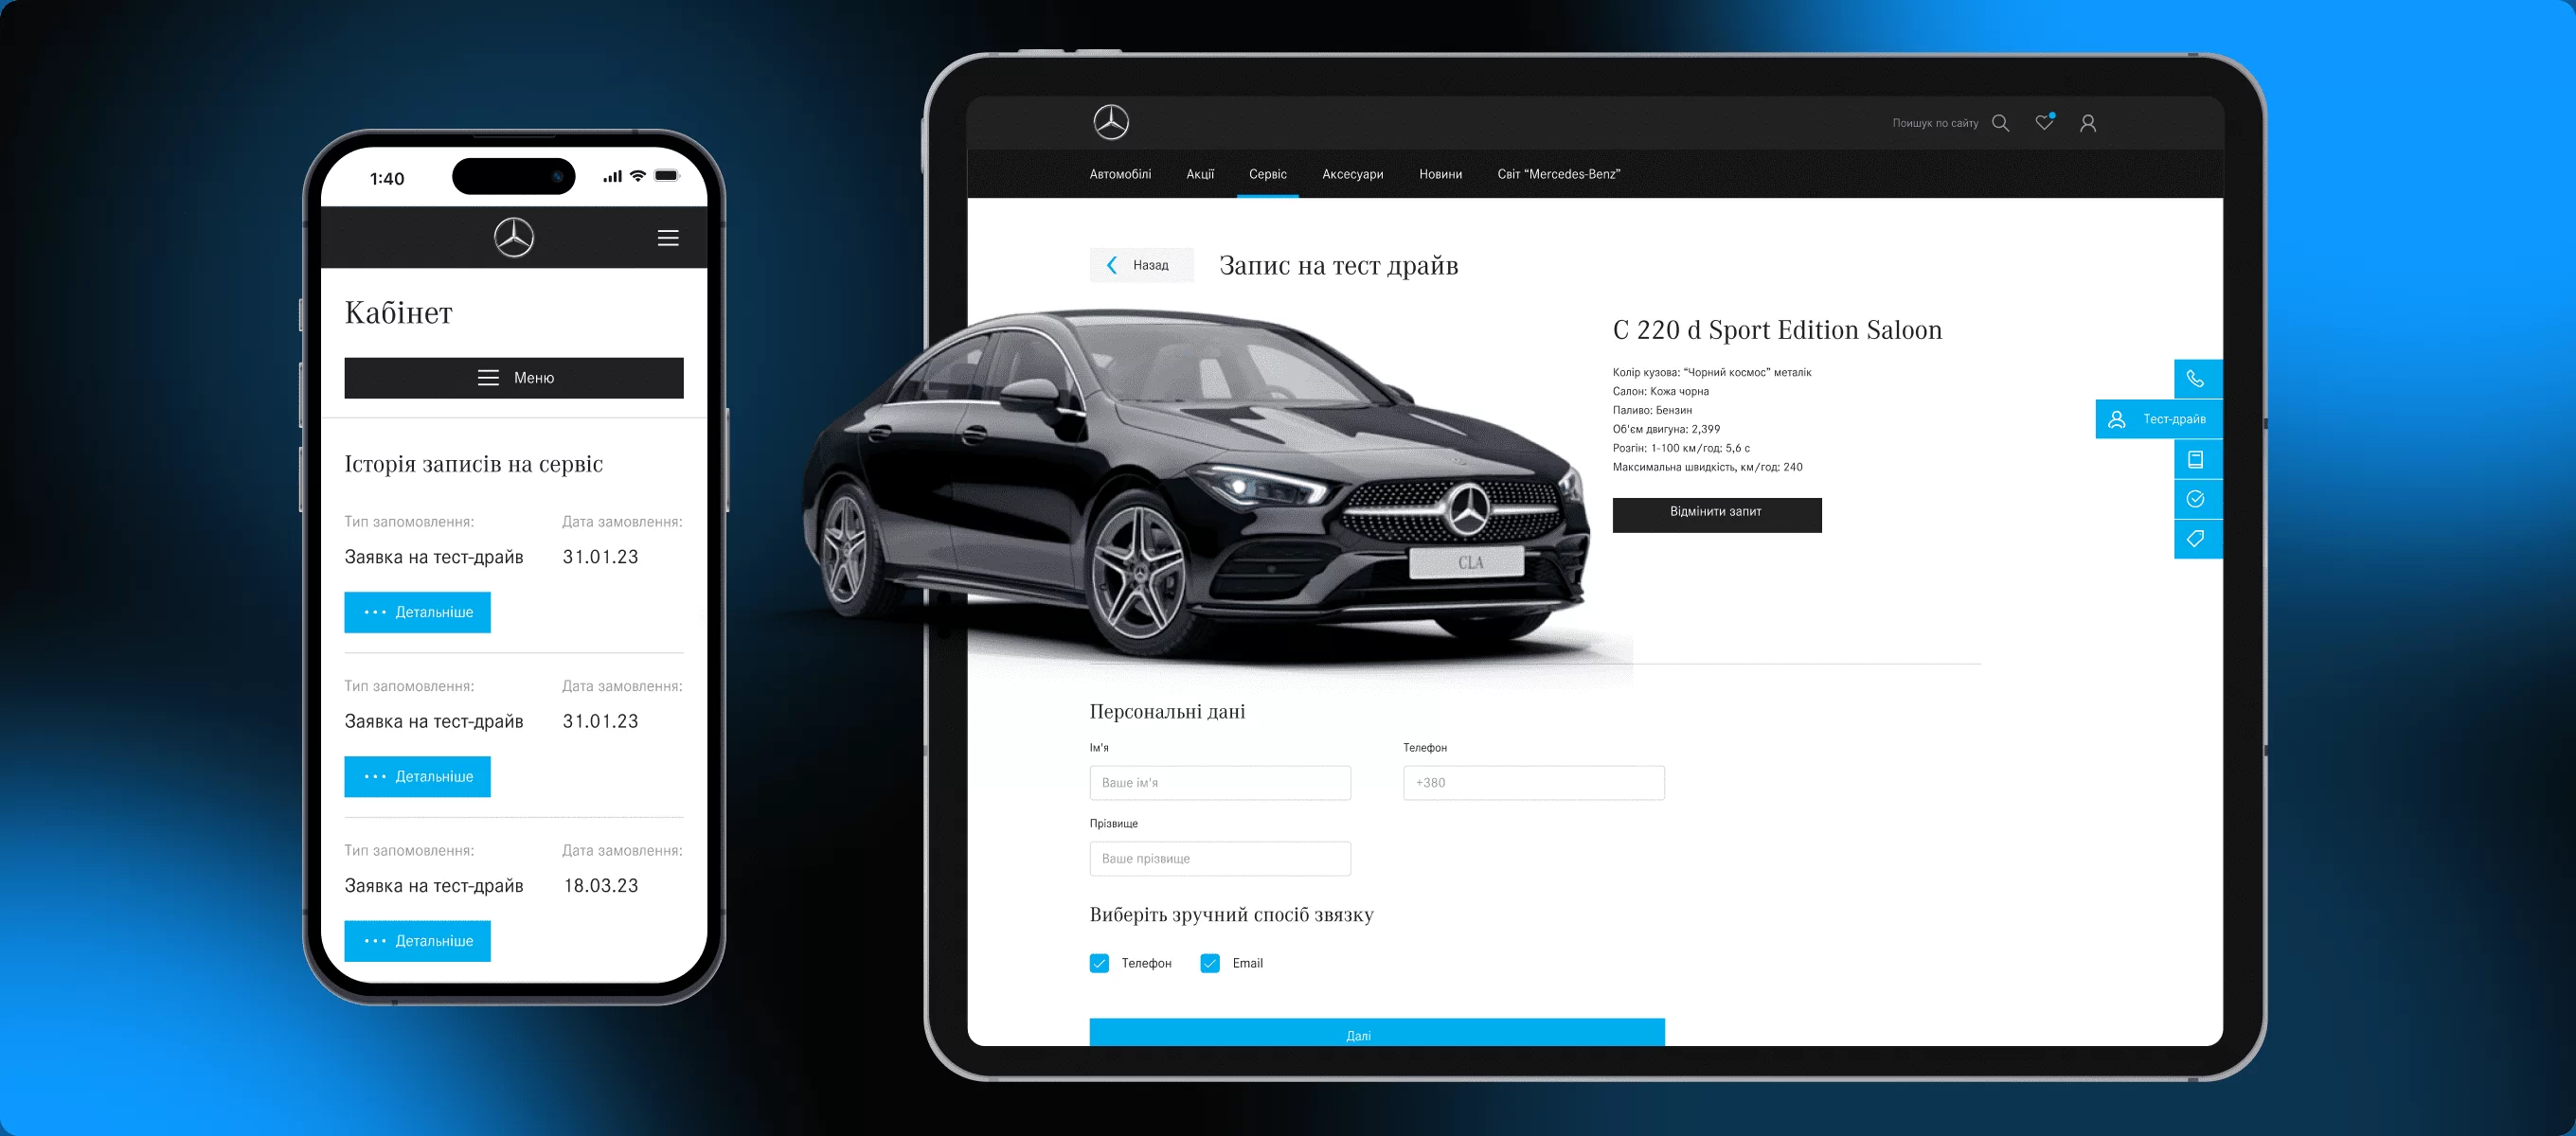 1:40
Кабінет
Меню
Історія записів на сервіс
Тип запомовлення: Дата замовлення:
Заявка на тест-драйв 31.01.23
Детальніше
Тип запомовлення: Дата замовлення:
Заявка на тест-драйв 31.01.23
Детальніше
Тип запомовлення: Дата замовлення:
Заявка на тест-драйв 18.03.23
Детальніше
Поишук по сайту
Автомобілі Акції Сервіс Аксесуари Новини Світ “Mercedes-Benz”
Назад Запис на тест драйв
C 220 d Sport Edition Saloon
Колір кузова: “Чорний космос” металік
Салон: Кожа чорна
Паливо: Бензин
Об'єм двигуна: 2,399
Розгін: 1-100 км/год: 5,6 с
Максимальна швидкість, км/год: 240
Відмінити запит
Тест-драйв
CLA
Персональні дані
Ім'я Телефон
Ваше ім'я +380
Прізвище
Ваше прізвище
Виберіть зручний спосіб звязку
Телефон Email
Далі